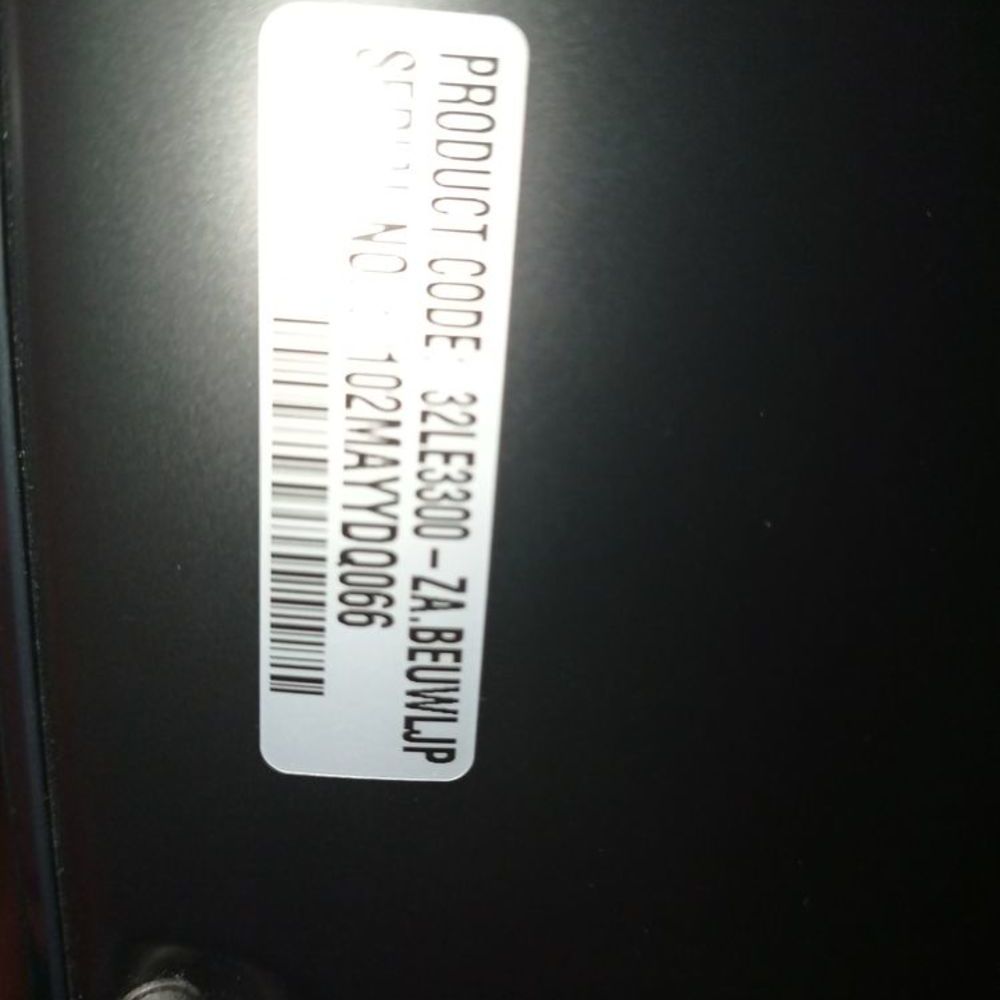 PRODUCT CODE: 32LE3300-ZA.BEUWLJP
SERIAL NO.: 102MAYYDQ066